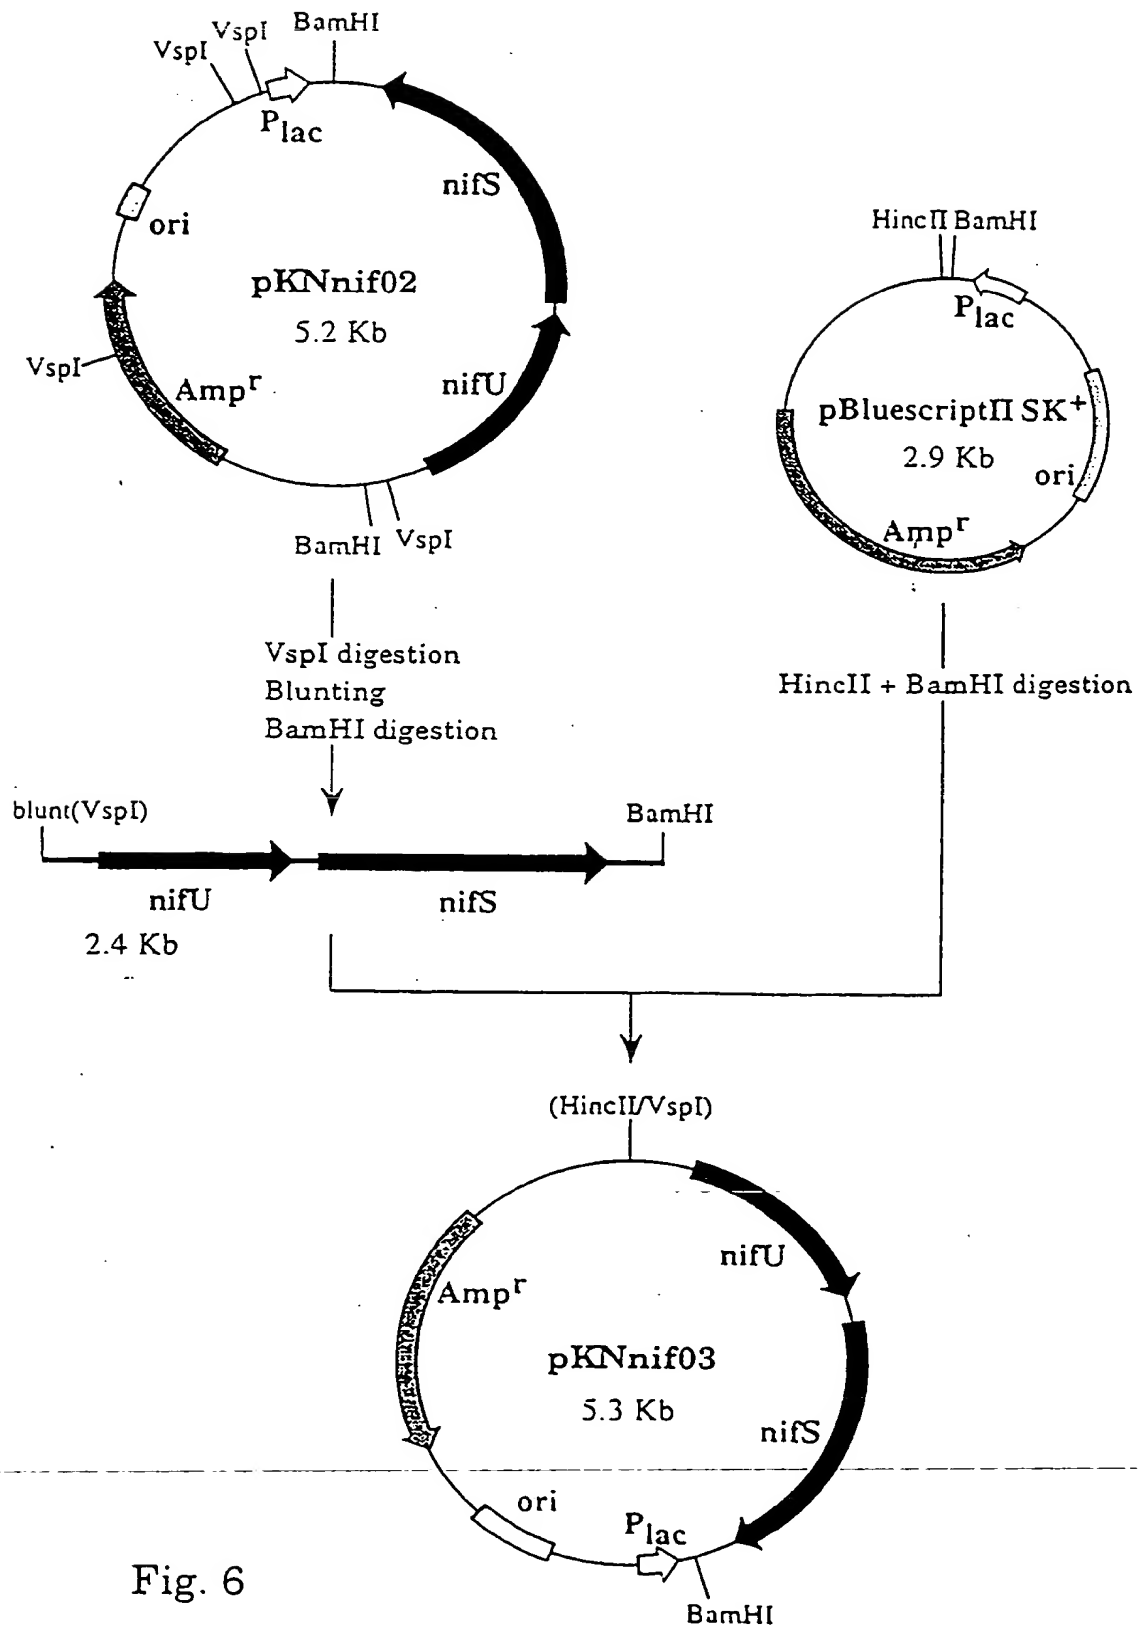 VspI
VspI
BamHI
Plac
nifS
ori
pKNnif02
5.2 Kb
VspI
Ampr
nifU
BamHI
VspI
HincII BamHI
Plac
pBluescriptII SK+
2.9 Kb
ori
Ampr
VspI digestion
Blunting
BamHI digestion
HincII + BamHI digestion
blunt(VspI)
BamHI
nifU
nifS
2.4 Kb
(HincII/VspI)
nifU
Ampr
pKNnif03
5.3 Kb
nifS
ori
Plac
BamHI
Fig. 6